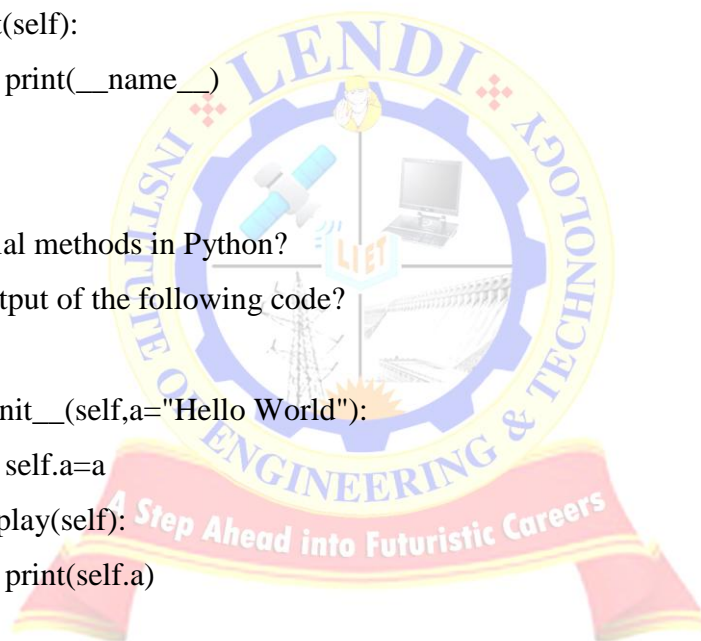 t(self):
print(__name__)
ial methods in Python?
tput of the following code?
nit__(self,a="Hello World"):
self.a=a
play(self):
print(self.a)
LENDI
INSTITUTE OF ENGINEERING & TECHNOLOGY
LIET
A Step Ahead into Futuristic Careers